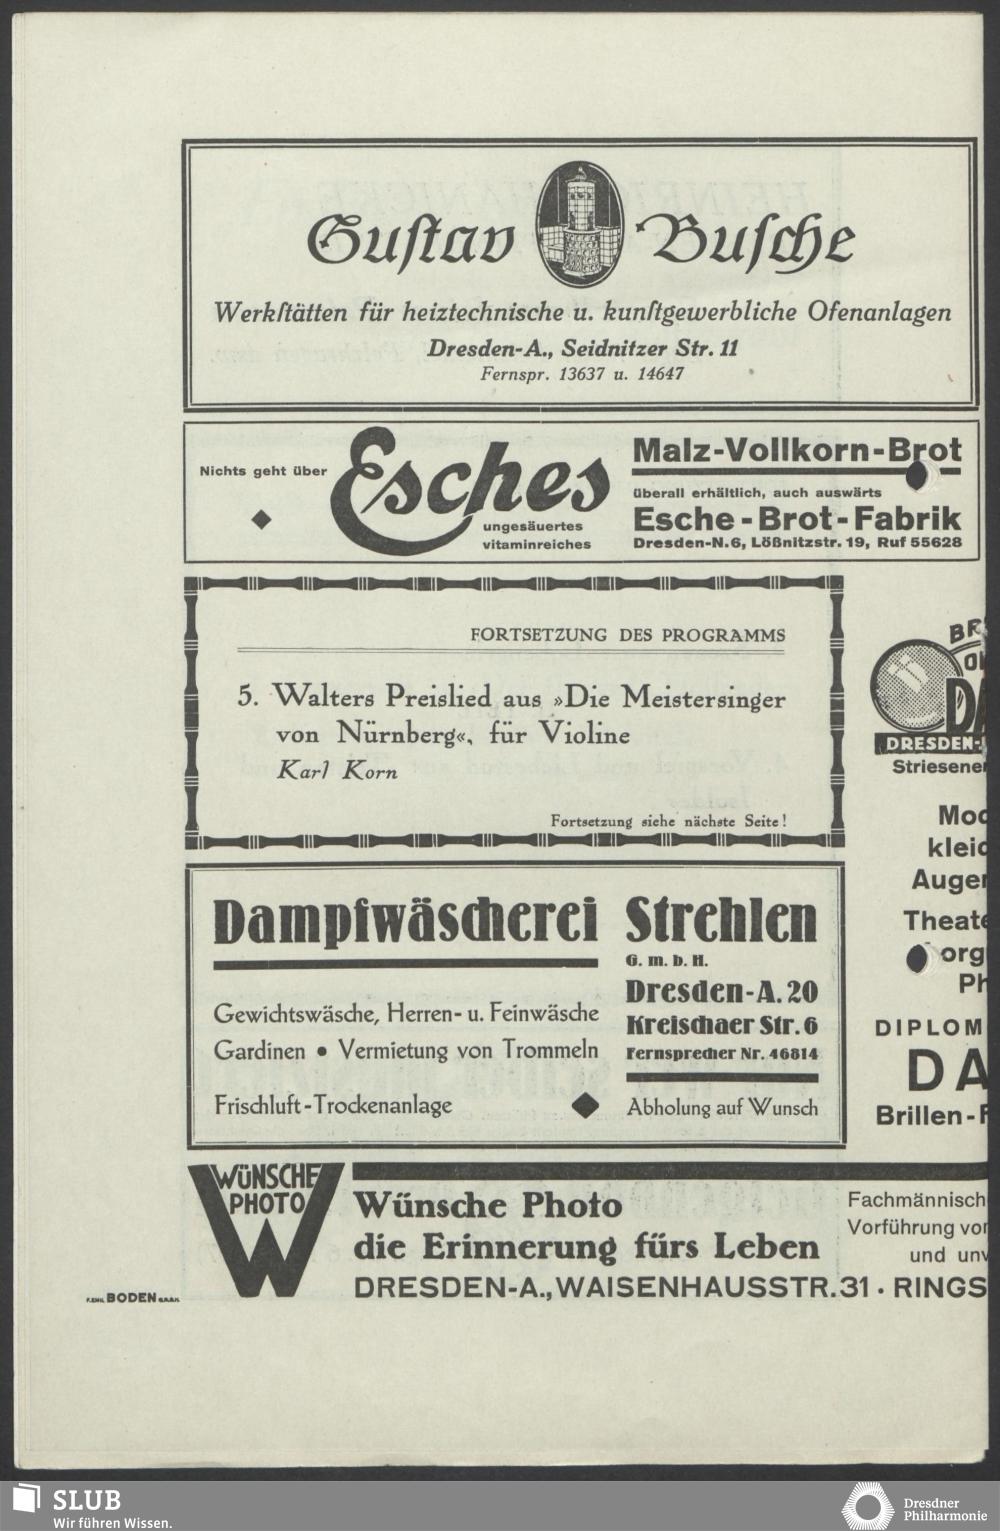 Gustav Busche
Werkstätten für heiztechnische u. kunstgewerbliche Ofenanlagen
Dresden-A., Seidnitzer Str. 11
Fernspr. 13637 u. 14647
Nichts geht über
Esches
ungesäuertes
vitaminreiches
Malz-Vollkorn-Brot
überall erhältlich, auch auswärts
Esche-Brot-Fabrik
Dresden-N.6, Lößnitzstr. 19, Ruf 55628
FORTSETZUNG DES PROGRAMMS
5. Walters Preislied aus »Die Meistersinger
von Nürnberg«, für Violine
Karl Korn
Fortsetzung siehe nächste Seite!
DRESDEN-
Striesene
Moc
kleid
Auger
Theate
org
Ph
DIPLOM
DA
Brillen-F
Dampfwäscherei Strehlen
G. m. b. H.
Dresden-A. 20
Kreischaer Str. 6
Fernsprecher Nr. 46814
Gewichtswäsche, Herren- u. Feinwäsche
Gardinen • Vermietung von Trommeln
Frischluft-Trockenanlage
Abholung auf Wunsch
WÜNSCHE
PHOTO
W
Wünsche Photo
die Erinnerung fürs Leben
DRESDEN-A., WAISENHAUSSTR. 31 · RINGS
Fachmännisch
Vorführung vor
und unv
BODEN
SLUB
Wir führen Wissen.
Dresdner
Philharmonie